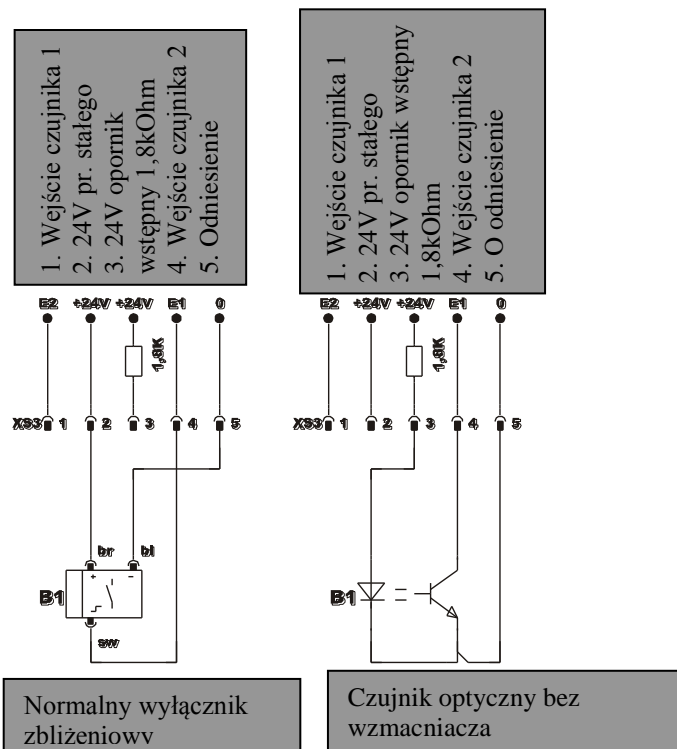 1. Wejście czujnika 1
2. 24V pr. stałego
3. 24V opornik
wstępny 1,8kOhm
4. Wejście czujnika 2
5. Odniesienie
E2 +24V +24V E1 0
1,8K
XS3 1 2 3 4 5
br bl
B1 + -
sw
Normalny wyłącznik
zbliżeniowy
1. Wejście czujnika 1
2. 24V pr. stałego
3. 24V opornik wstępny
1,8kOhm
4. Wejście czujnika 2
5. O odniesienie
E2 +24V +24V E1 0
1,8K
XS3 1 2 3 4 5
B1
Czujnik optyczny bez
wzmacniacza